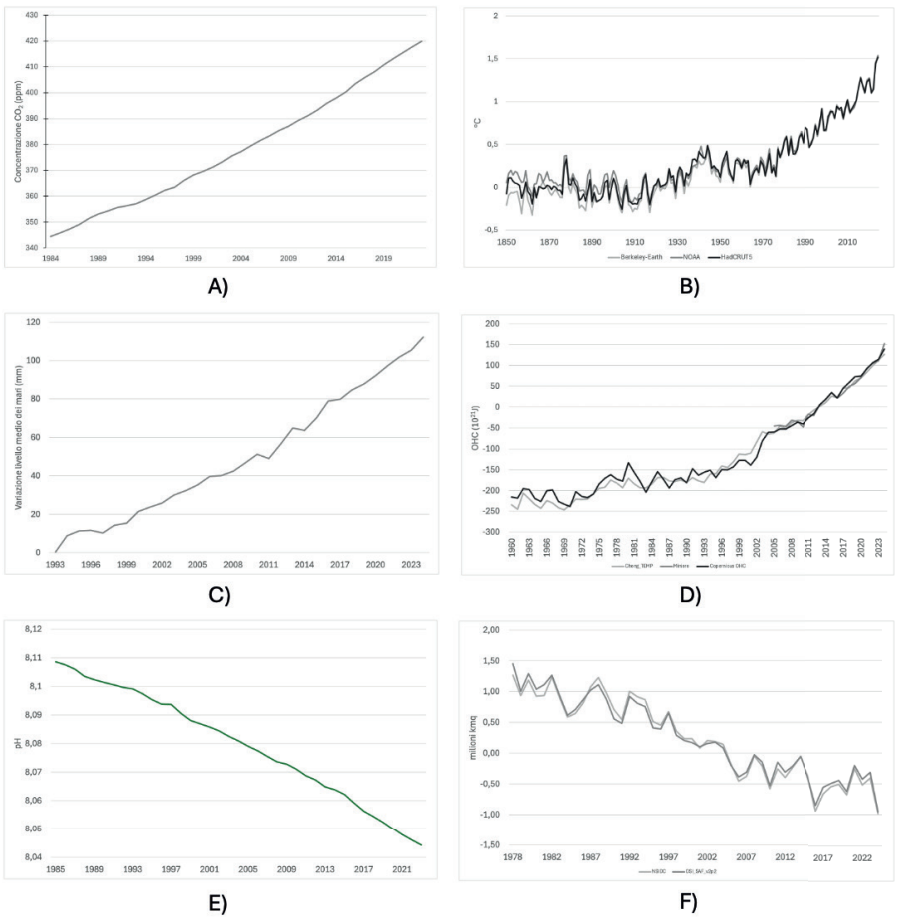 430
420
410
400
390
380
370
360
350
340
Concentrazione CO₂ (ppm)
1984 1989 1994 1999 2004 2009 2014 2019
A)
2
1,5
1
0,5
0
-0,5
°C
1850 1870 1890 1910 1930 1950 1970 1990 2010
Berkeley-Earth NOAA HadCRUT5
B)
120
100
80
60
40
20
0
Variazione livello medio dei mari (mm)
1993 1996 1999 2002 2005 2008 2011 2014 2017 2020 2023
C)
200
150
100
50
0
-50
-100
-150
-200
-250
-300
OHC (10²¹J)
1960 1963 1966 1969 1972 1975 1978 1981 1984 1987 1990 1993 1996 1999 2002 2005 2008 2011 2014 2017 2020 2023
Cheng_TEMP Miniere Copernicus OHC
D)
8,12
8,11
8,1
8,09
8,08
8,07
8,06
8,06
8,04
pH
1985 1989 1993 1997 2001 2005 2009 2013 2017 2021
E)
2,00
1,50
1,00
0,50
0,00
-0,50
-1,00
-1,50
milioni kmq
1978 1982 1987 1992 1997 2002 2007 2012 2017 2022
NSIDC OSI_SAF_v2p2
F)